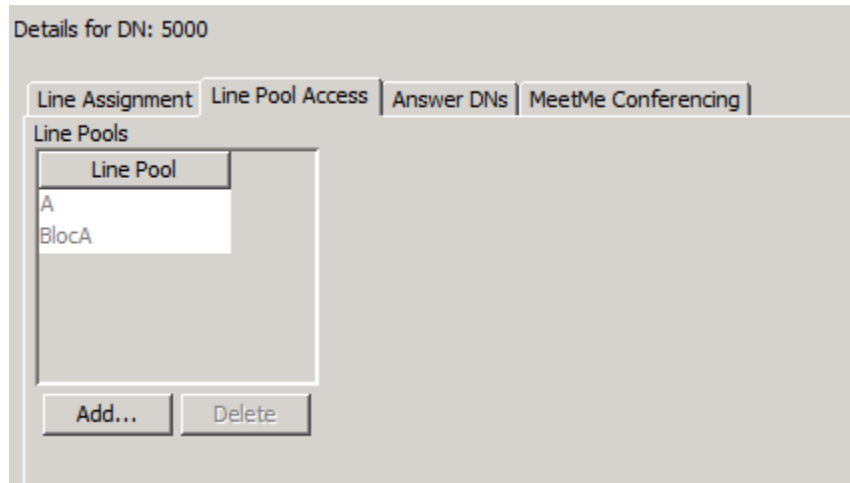 Details for DN: 5000
Line Assignment Line Pool Access Answer DNs MeetMe Conferencing
Line Pools
Line Pool
A
BlocA
Add... Delete